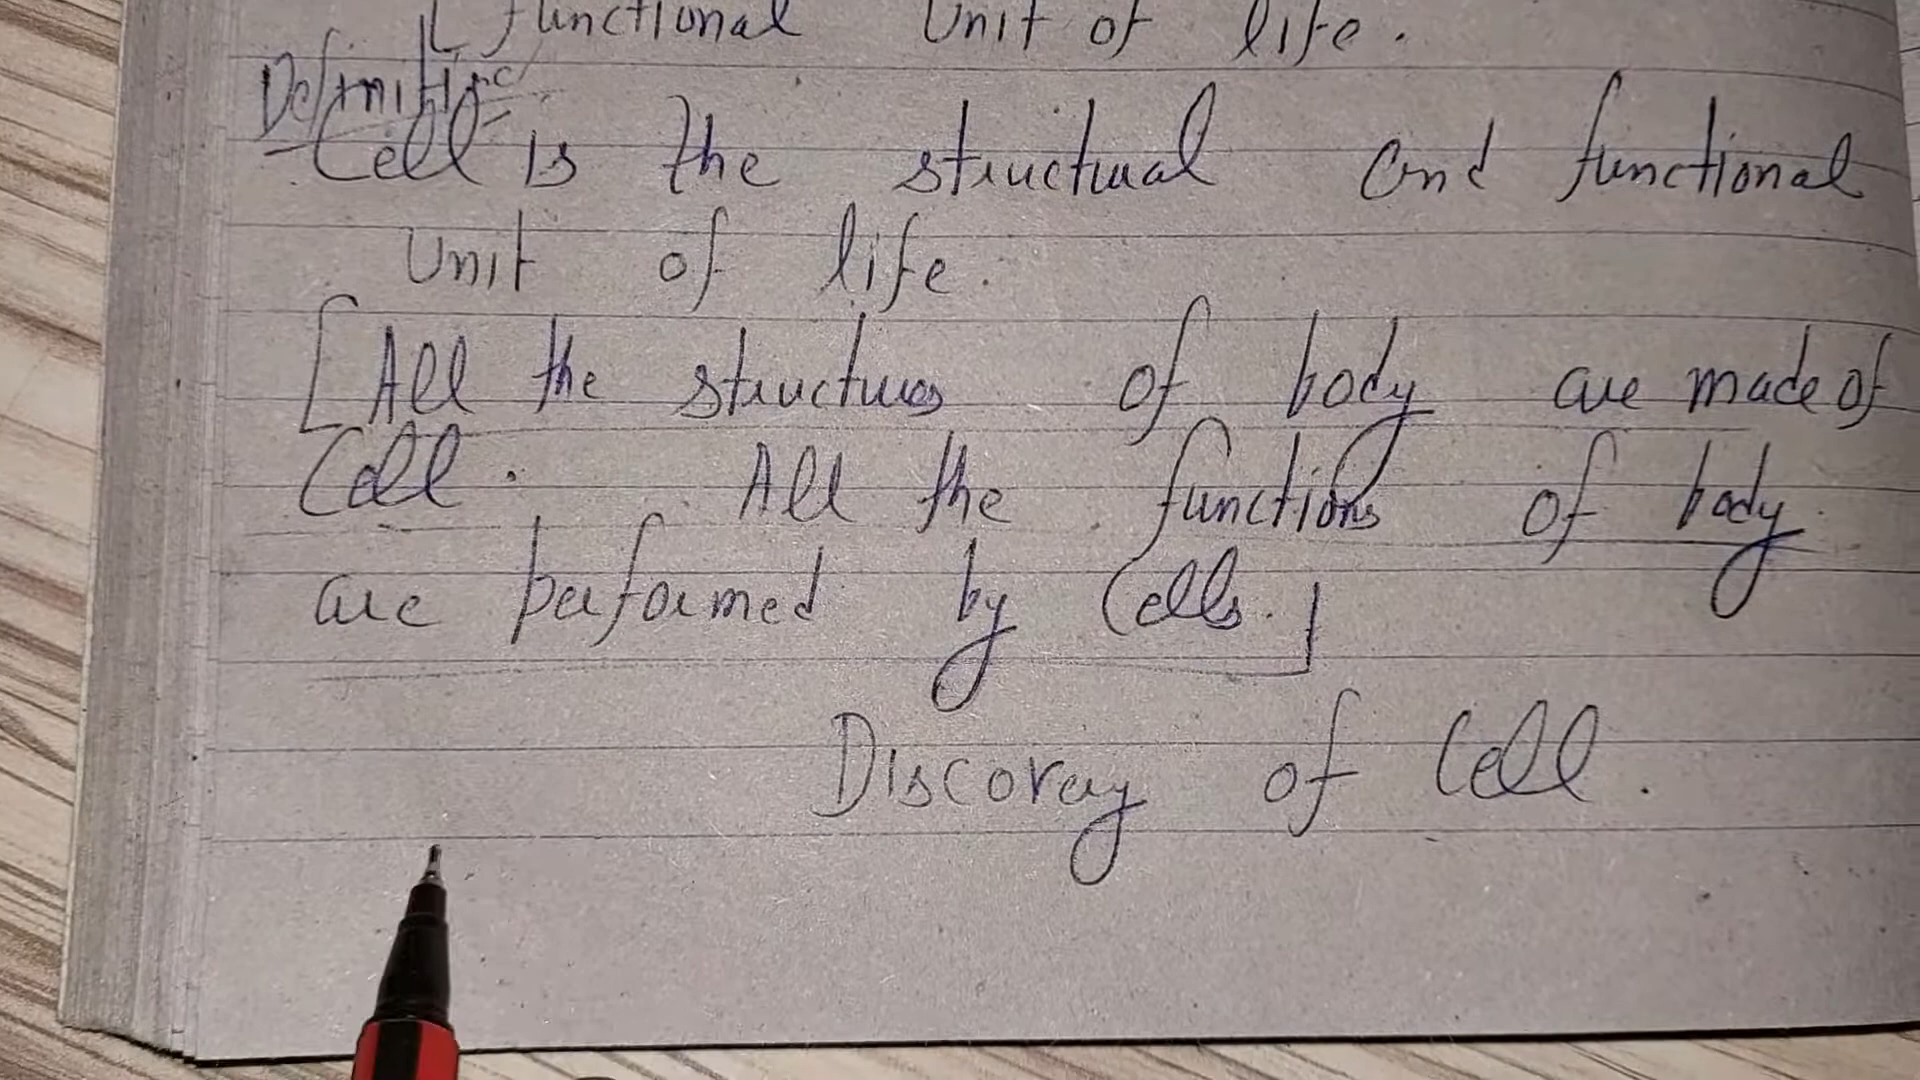 [ functional Unit of life.
Definition
Cell is the structural and functional
Unit of life.
[All the structures of body are made of
Cell. All the functions of body
are performed by Cells.]
Discovray of Cell.